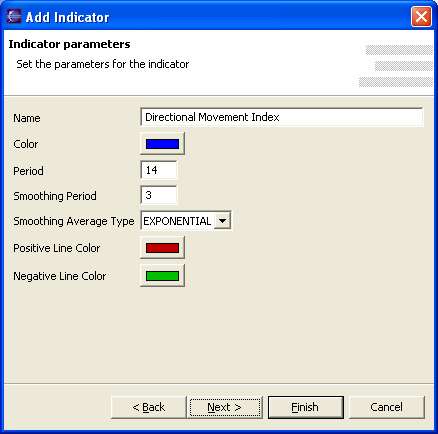 Add Indicator
Indicator parameters
Set the parameters for the indicator
Name Directional Movement Index
Color
Period 14
Smoothing Period 3
Smoothing Average Type EXPONENTIAL
Positive Line Color
Negative Line Color
< Back Next > Finish Cancel